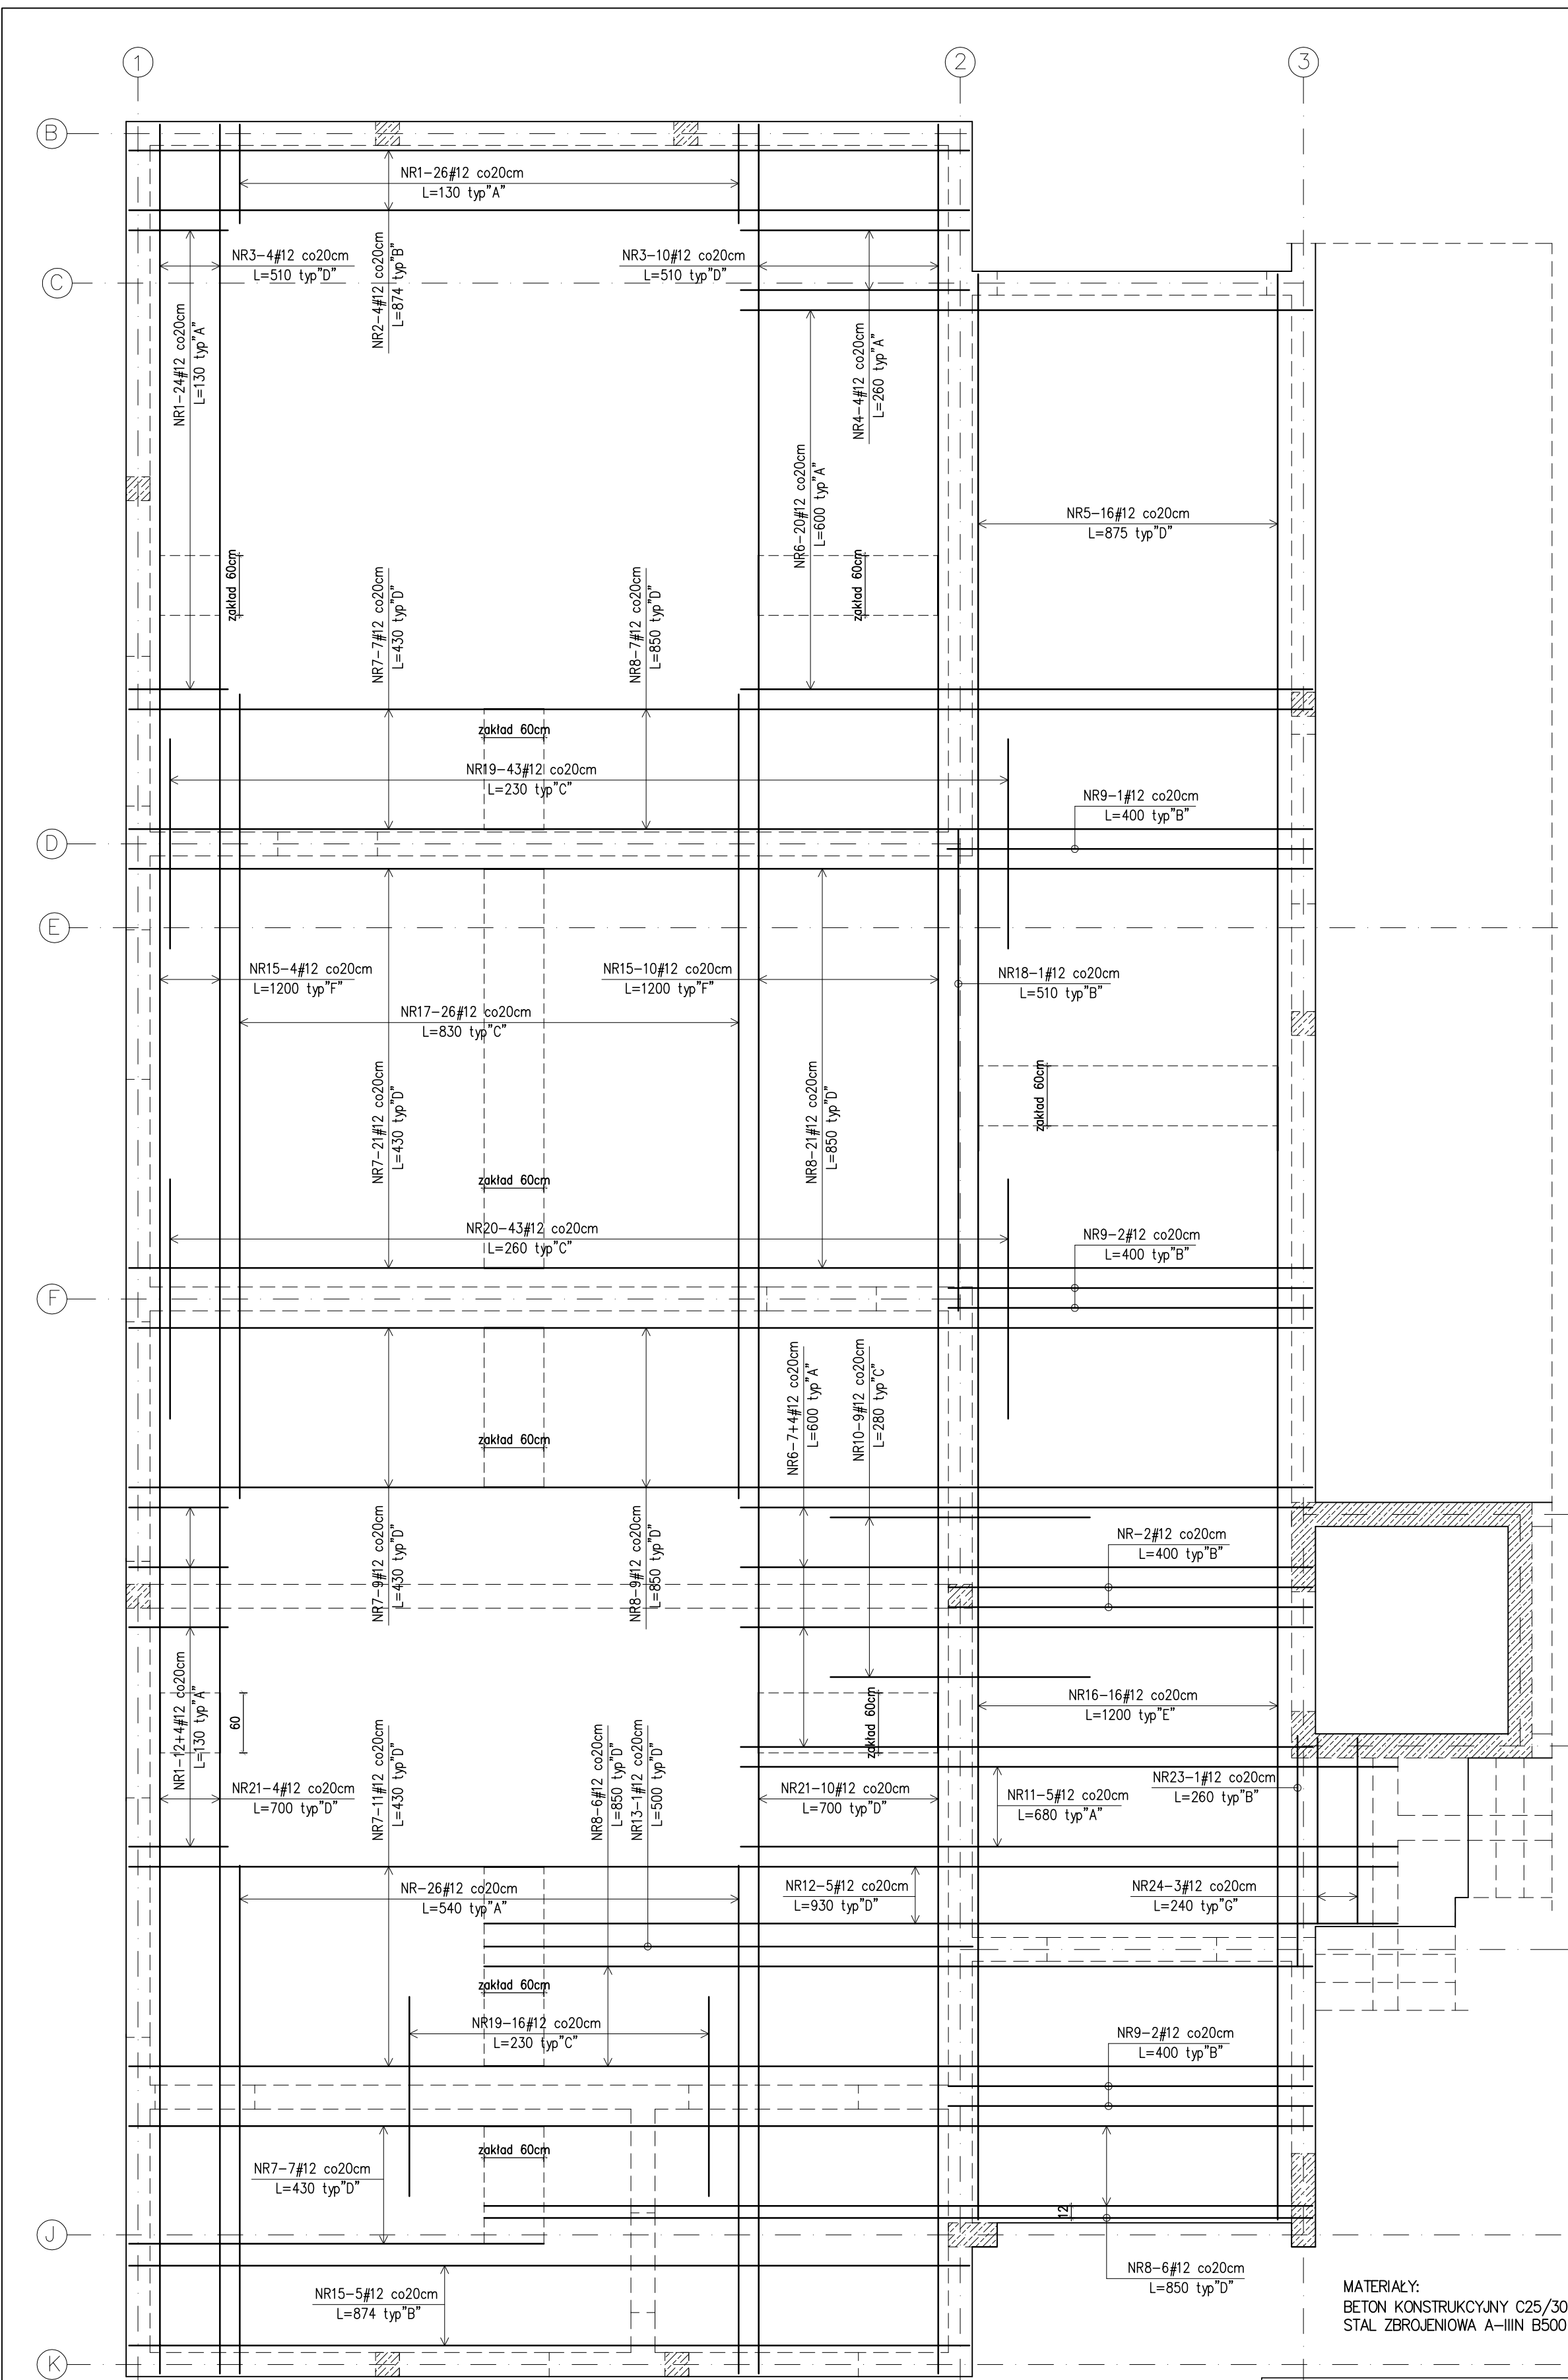 1
2
3
B
NR1-26#12 co20cm
L=130 typ"A"
NR3-4#12 co20cm
L=510 typ"D"
NR2-4#12 co20cm
L=874 typ"B"
NR3-10#12 co20cm
L=510 typ"D"
C
NR1-24#12 co20cm
L=130 typ"A"
NR4-4#12 co20cm
L=260 typ"A"
NR6-20#12 co20cm
L=600 typ"A"
NR5-16#12 co20cm
L=875 typ"D"
zakład 60cm
zakład 60cm
NR7-7#12 co20cm
L=430 typ"D"
NR8-7#12 co20cm
L=850 typ"D"
zakład 60cm
NR19-43#12 co20cm
L=230 typ"C"
NR9-1#12 co20cm
L=400 typ"B"
D
E
NR15-4#12 co20cm
L=1200 typ"F"
NR15-10#12 co20cm
L=1200 typ"F"
NR18-1#12 co20cm
L=510 typ"B"
NR17-26#12 co20cm
L=830 typ"C"
NR7-21#12 co20cm
L=430 typ"D"
NR8-21#12 co20cm
L=850 typ"D"
zakład 60cm
zakład 60cm
NR20-43#12 co20cm
L=260 typ"C"
NR9-2#12 co20cm
L=400 typ"B"
F
NR6-7+4#12 co20cm
L=600 typ"A"
NR10-9#12 co20cm
L=280 typ"C"
zakład 60cm
NR7-9#12 co20cm
L=430 typ"D"
NR8-9#12 co20cm
L=850 typ"D"
NR-2#12 co20cm
L=400 typ"B"
NR1-12+4#12 co20cm
L=130 typ"A"
60
zakład 60cm
NR16-16#12 co20cm
L=1200 typ"E"
NR21-4#12 co20cm
L=700 typ"D"
NR7-11#12 co20cm
L=430 typ"D"
NR8-6#12 co20cm
L=850 typ"D"
NR13-1#12 co20cm
L=500 typ"D"
NR21-10#12 co20cm
L=700 typ"D"
NR11-5#12 co20cm
L=680 typ"A"
NR23-1#12 co20cm
L=260 typ"B"
NR-26#12 co20cm
L=540 typ"A"
NR12-5#12 co20cm
L=930 typ"D"
NR24-3#12 co20cm
L=240 typ"G"
zakład 60cm
NR19-16#12 co20cm
L=230 typ"C"
NR9-2#12 co20cm
L=400 typ"B"
zakład 60cm
NR7-7#12 co20cm
L=430 typ"D"
12
J
NR8-6#12 co20cm
L=850 typ"D"
NR15-5#12 co20cm
L=874 typ"B"
MATERIAŁY:
BETON KONSTRUKCYJNY C25/30
STAL ZBROJENIOWA A-IIIN B500
K